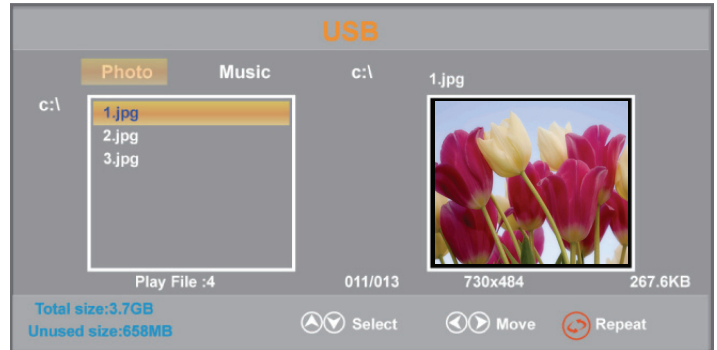 USB
Photo Music c:\ 1.jpg
c:\
1.jpg
2.jpg
3.jpg
Play File :4 011/013 730x484 267.6KB
Total size:3.7GB
Unused size:658MB
Select Move Repeat